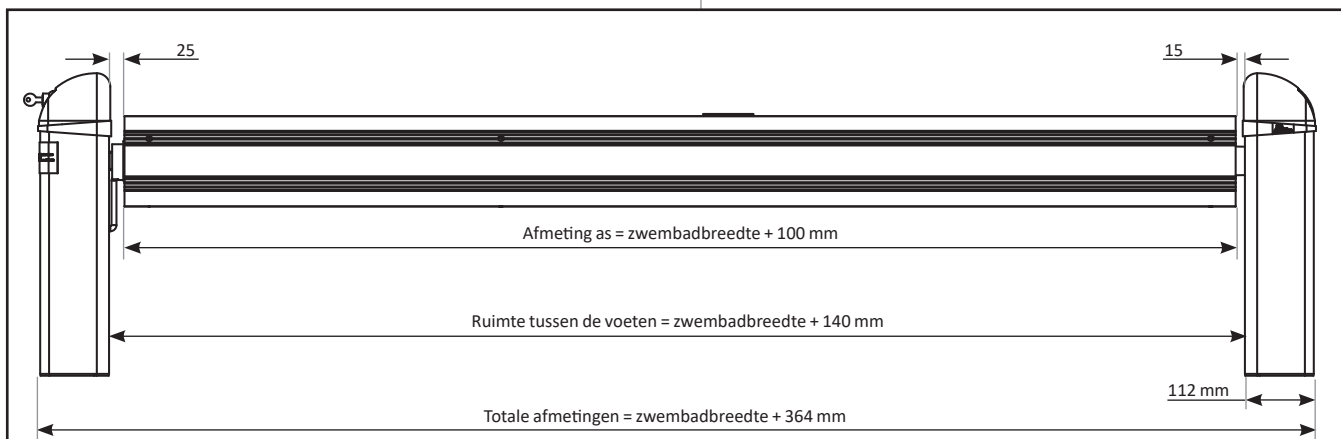 25
15
Afmeting as = zwembadbreedte + 100 mm
Ruimte tussen de voeten = zwembadbreedte + 140 mm
112 mm
Totale afmetingen = zwembadbreedte + 364 mm